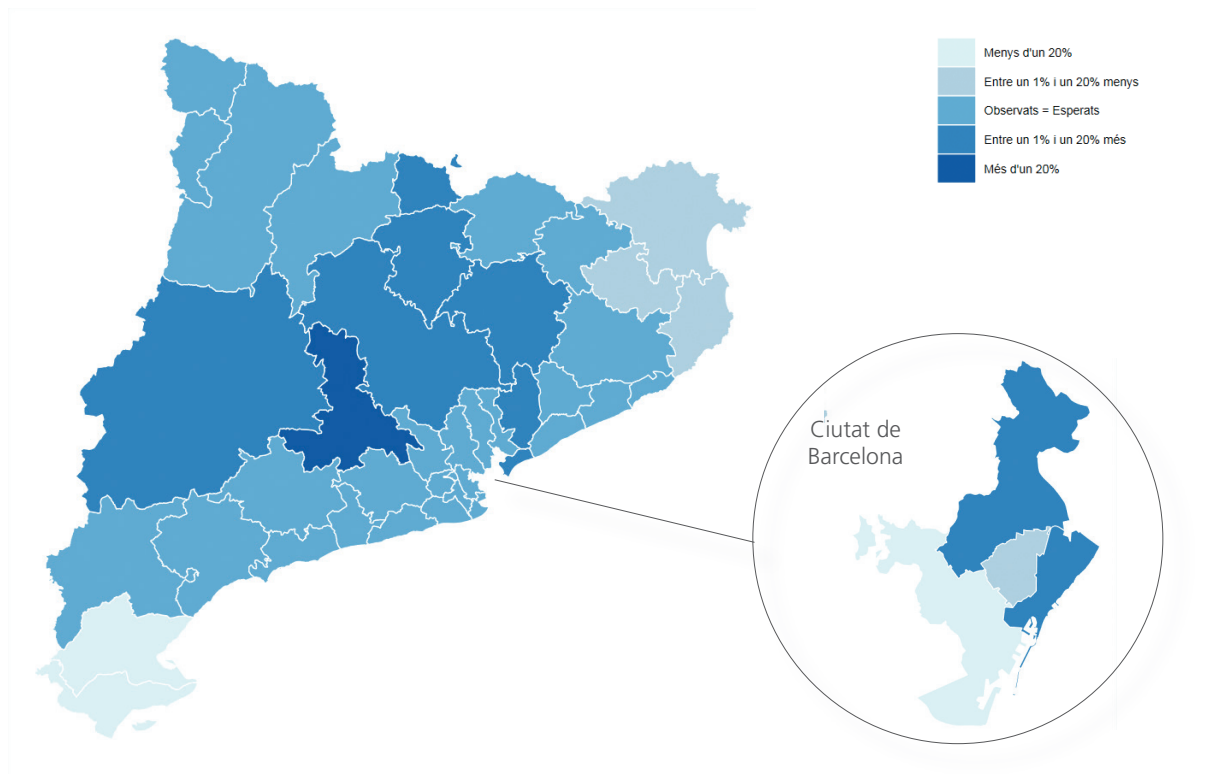 Menys d'un 20%
Entre un 1% i un 20% menys
Observats = Esperats
Entre un 1% i un 20% més
Més d'un 20%
Ciutat de
Barcelona